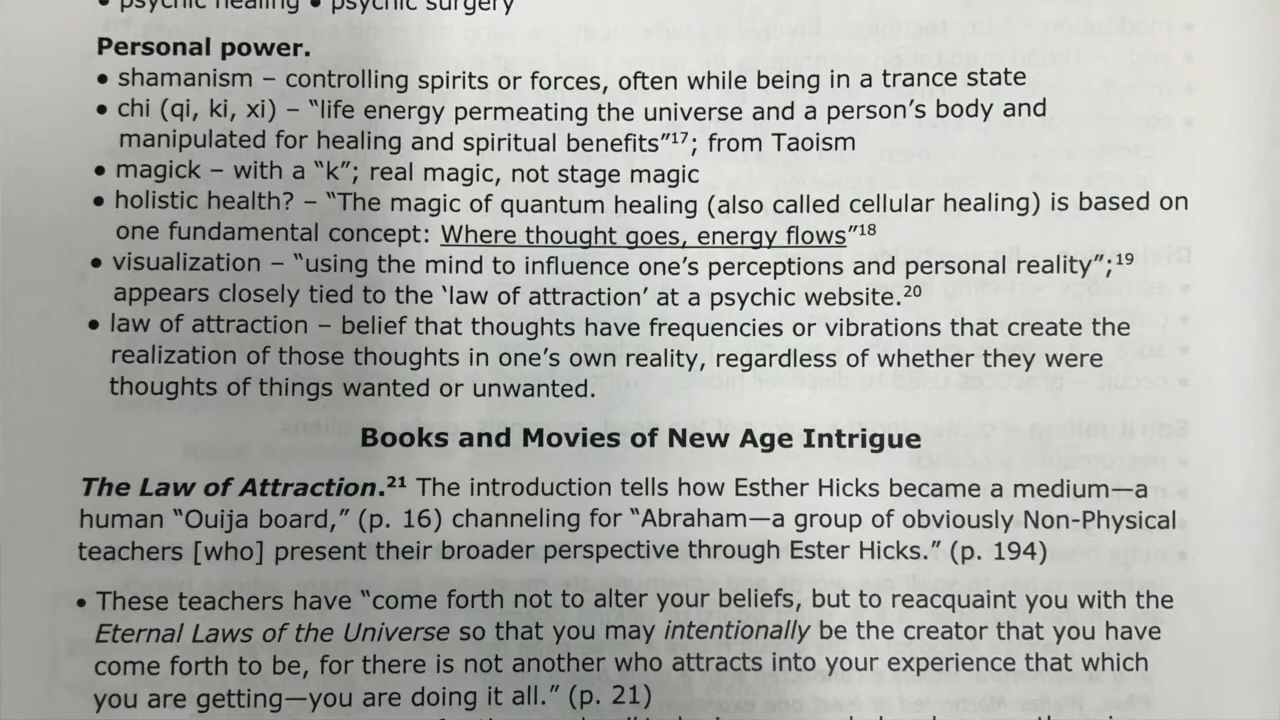 • psychic healing • psychic surgery
Personal power.
• shamanism – controlling spirits or forces, often while being in a trance state
• chi (qi, ki, xi) – “life energy permeating the universe and a person’s body and
manipulated for healing and spiritual benefits”17; from Taoism
• magick – with a “k”; real magic, not stage magic
• holistic health? – “The magic of quantum healing (also called cellular healing) is based on
one fundamental concept: Where thought goes, energy flows”18
• visualization – “using the mind to influence one’s perceptions and personal reality”;19
appears closely tied to the ‘law of attraction’ at a psychic website.20
• law of attraction – belief that thoughts have frequencies or vibrations that create the
realization of those thoughts in one’s own reality, regardless of whether they were
thoughts of things wanted or unwanted.
Books and Movies of New Age Intrigue
The Law of Attraction.21 The introduction tells how Esther Hicks became a medium—a
human “Ouija board,” (p. 16) channeling for “Abraham—a group of obviously Non-Physical
teachers [who] present their broader perspective through Ester Hicks.” (p. 194)
• These teachers have “come forth not to alter your beliefs, but to reacquaint you with the
Eternal Laws of the Universe so that you may intentionally be the creator that you have
come forth to be, for there is not another who attracts into your experience that which
you are getting—you are doing it all.” (p. 21)